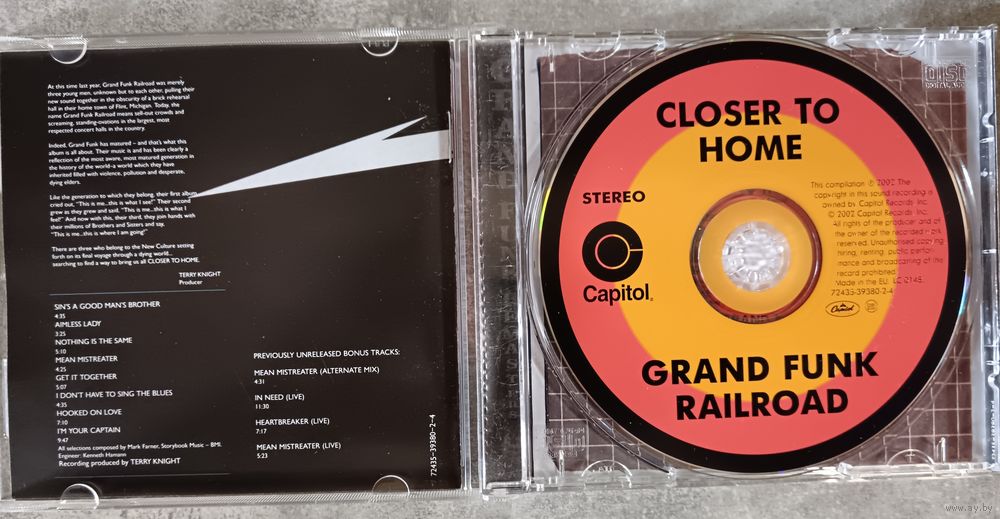 At this time last year, Grand Funk Railroad was merely
three young men, unknown but to each other, pulling their
new sound together in the obscurity of a brick rehearsal
hall in their home town of Flint, Michigan. Today, the
name Grand Funk Railroad means sell-out crowds and
screaming, standing-ovations in the largest, most
respected concert halls in the country.
Indeed, Grand Funk has matured – and that's what this
album is all about. Their music is and has been clearly a
reflection of the most aware, most matured generation in
the history of the world–a world which they have
inherited filled with violence, pollution and desperate,
dying elders.
Like the generation to which they belong, their first album
cried out, "This is me...this is what I see!" Their second
grew as they grew and said, "This is me...this is what I
feel!" And now with this, their third, they join hands with
their millions of Brothers and Sisters and say,
"This is me...this is where I am going!"
There are three who belong to the New Culture setting
forth on its final voyage through a dying world...
searching to find a way to bring us all CLOSER TO HOME.
TERRY KNIGHT
Producer
SIN'S A GOOD MAN'S BROTHER
4:35
AIMLESS LADY
3:25
NOTHING IS THE SAME
5:10
MEAN MISTREATER
4:25
GET IT TOGETHER
5:07
I DON'T HAVE TO SING THE BLUES
4:35
HOOKED ON LOVE
7:10
I'M YOUR CAPTAIN
9:47
All selections composed by Mark Farner, Storybook Music – BMI.
Engineer: Kenneth Hamann
Recording produced by TERRY KNIGHT
PREVIOUSLY UNRELEASED BONUS TRACKS:
MEAN MISTREATER (ALTERNATE MIX)
4:31
IN NEED (LIVE)
11:30
HEARTBREAKER (LIVE)
7:17
MEAN MISTREATER (LIVE)
5:23
72435-39380-2-4
CLOSER TO
HOME
STEREO
Capitol®
This compilation ℗ 2002 The
copyright in this sound recording is
owned by Capitol Records Inc.
© 2002 Capitol Records Inc.
All rights of the producer and of
the owner of the recorded work
reserved. Unauthorised copying,
hiring, renting, public perfor-
mance and broadcasting of this
record prohibited.
Made in the EU. LC 0148.
72435-39380-2-4
Capitol
GRAND FUNK
RAILROAD
DISC
DIGITAL AUDIO
www.ay.by